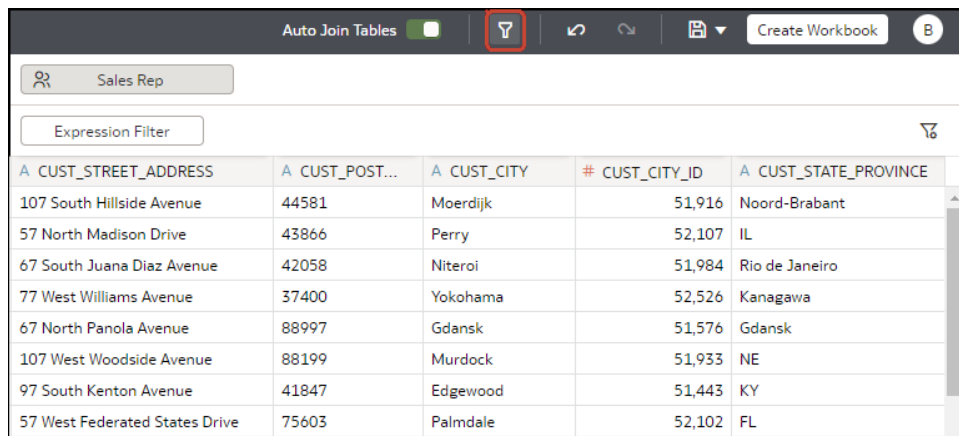 Auto Join Tables Create Workbook B
Sales Rep
Expression Filter
A CUST_STREET_ADDRESS A CUST_POST... A CUST_CITY # CUST_CITY_ID A CUST_STATE_PROVINCE
107 South Hillside Avenue 44581 Moerdijk 51,916 Noord-Brabant
57 North Madison Drive 43866 Perry 52,107 IL
67 South Juana Diaz Avenue 42058 Niteroi 51,984 Rio de Janeiro
77 West Williams Avenue 37400 Yokohama 52,526 Kanagawa
67 North Panola Avenue 88997 Gdansk 51,576 Gdansk
107 West Woodside Avenue 88199 Murdock 51,933 NE
97 South Kenton Avenue 41847 Edgewood 51,443 KY
57 West Federated States Drive 75603 Palmdale 52,102 FL